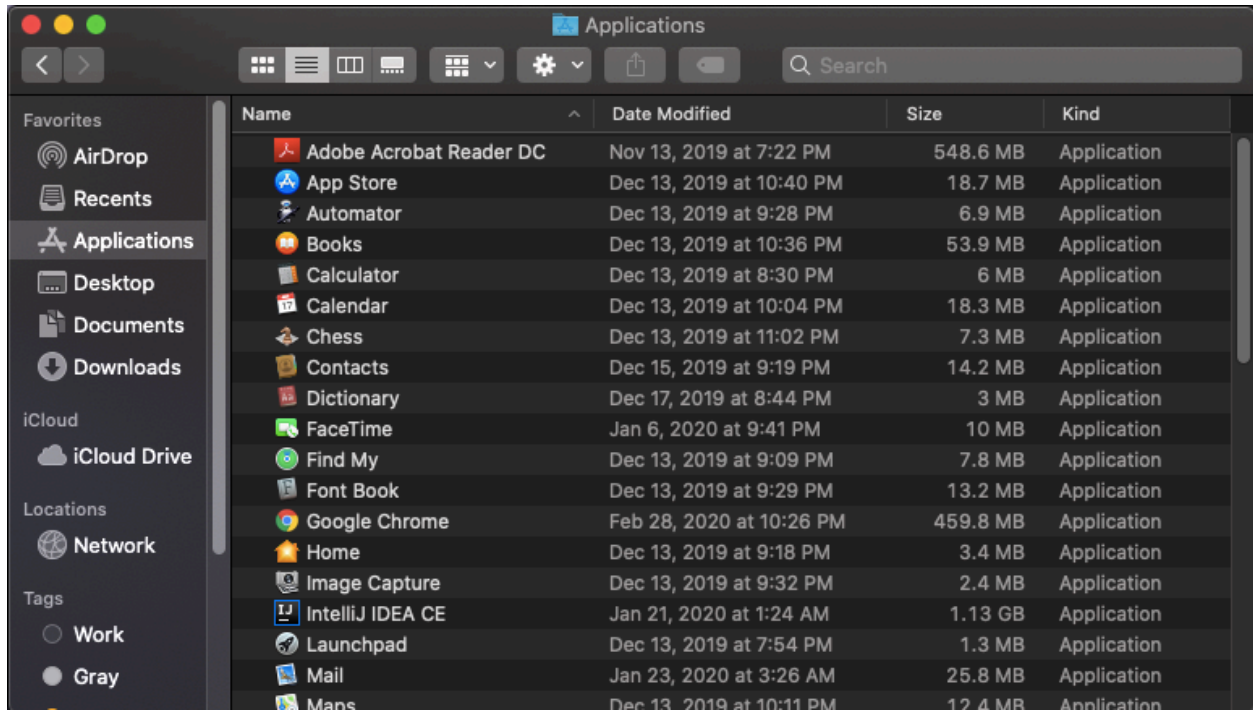 Applications
Search
Favorites
AirDrop
Recents
Applications
Desktop
Documents
Downloads
iCloud
iCloud Drive
Locations
Network
Tags
Work
Gray
Name Date Modified Size Kind
Adobe Acrobat Reader DC Nov 13, 2019 at 7:22 PM 548.6 MB Application
App Store Dec 13, 2019 at 10:40 PM 18.7 MB Application
Automator Dec 13, 2019 at 9:28 PM 6.9 MB Application
Books Dec 13, 2019 at 10:36 PM 53.9 MB Application
Calculator Dec 13, 2019 at 8:30 PM 6 MB Application
Calendar Dec 13, 2019 at 10:04 PM 18.3 MB Application
Chess Dec 13, 2019 at 11:02 PM 7.3 MB Application
Contacts Dec 15, 2019 at 9:19 PM 14.2 MB Application
Dictionary Dec 17, 2019 at 8:44 PM 3 MB Application
FaceTime Jan 6, 2020 at 9:41 PM 10 MB Application
Find My Dec 13, 2019 at 9:09 PM 7.8 MB Application
Font Book Dec 13, 2019 at 9:29 PM 13.2 MB Application
Google Chrome Feb 28, 2020 at 10:26 PM 459.8 MB Application
Home Dec 13, 2019 at 9:18 PM 3.4 MB Application
Image Capture Dec 13, 2019 at 9:32 PM 2.4 MB Application
IntelliJ IDEA CE Jan 21, 2020 at 1:24 AM 1.13 GB Application
Launchpad Dec 13, 2019 at 7:54 PM 1.3 MB Application
Mail Jan 23, 2020 at 3:26 AM 25.8 MB Application
Maps Dec 13, 2019 at 10:11 PM 12.4 MB Application